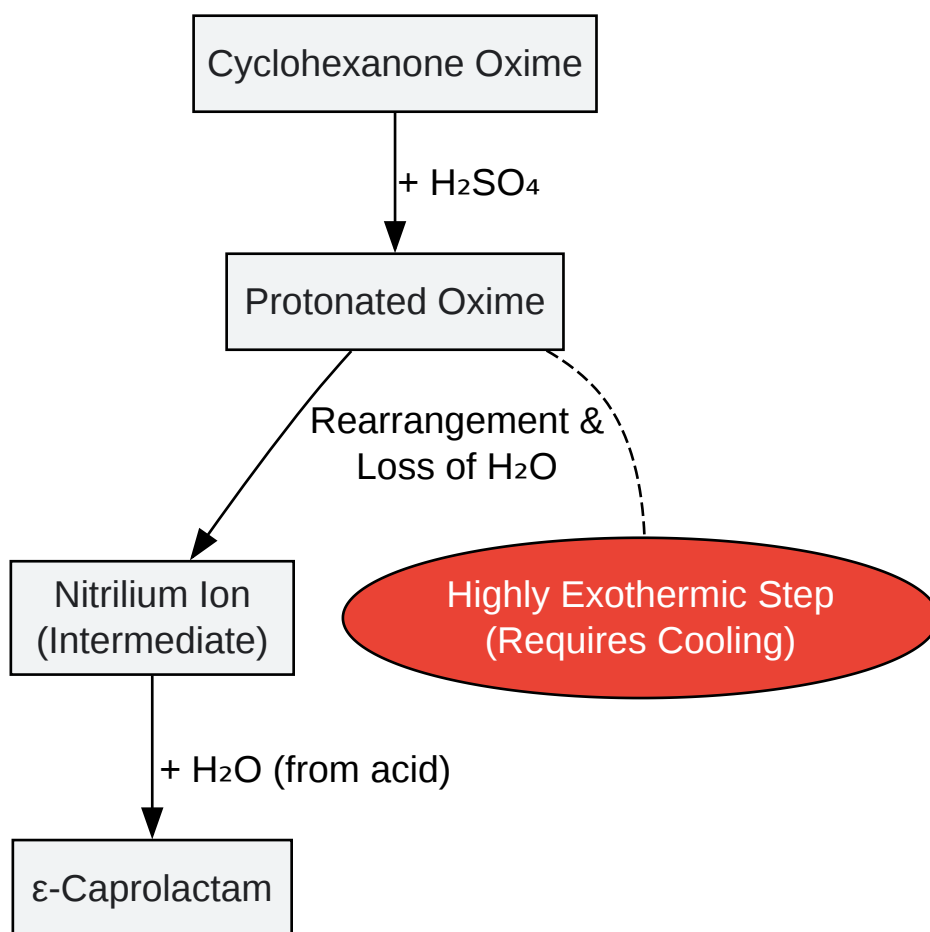 Cyclohexanone Oxime
+ H₂SO₄
Protonated Oxime
Rearrangement &
Loss of H₂O
Nitrilium Ion
(Intermediate)
Highly Exothermic Step
(Requires Cooling)
+ H₂O (from acid)
ε-Caprolactam